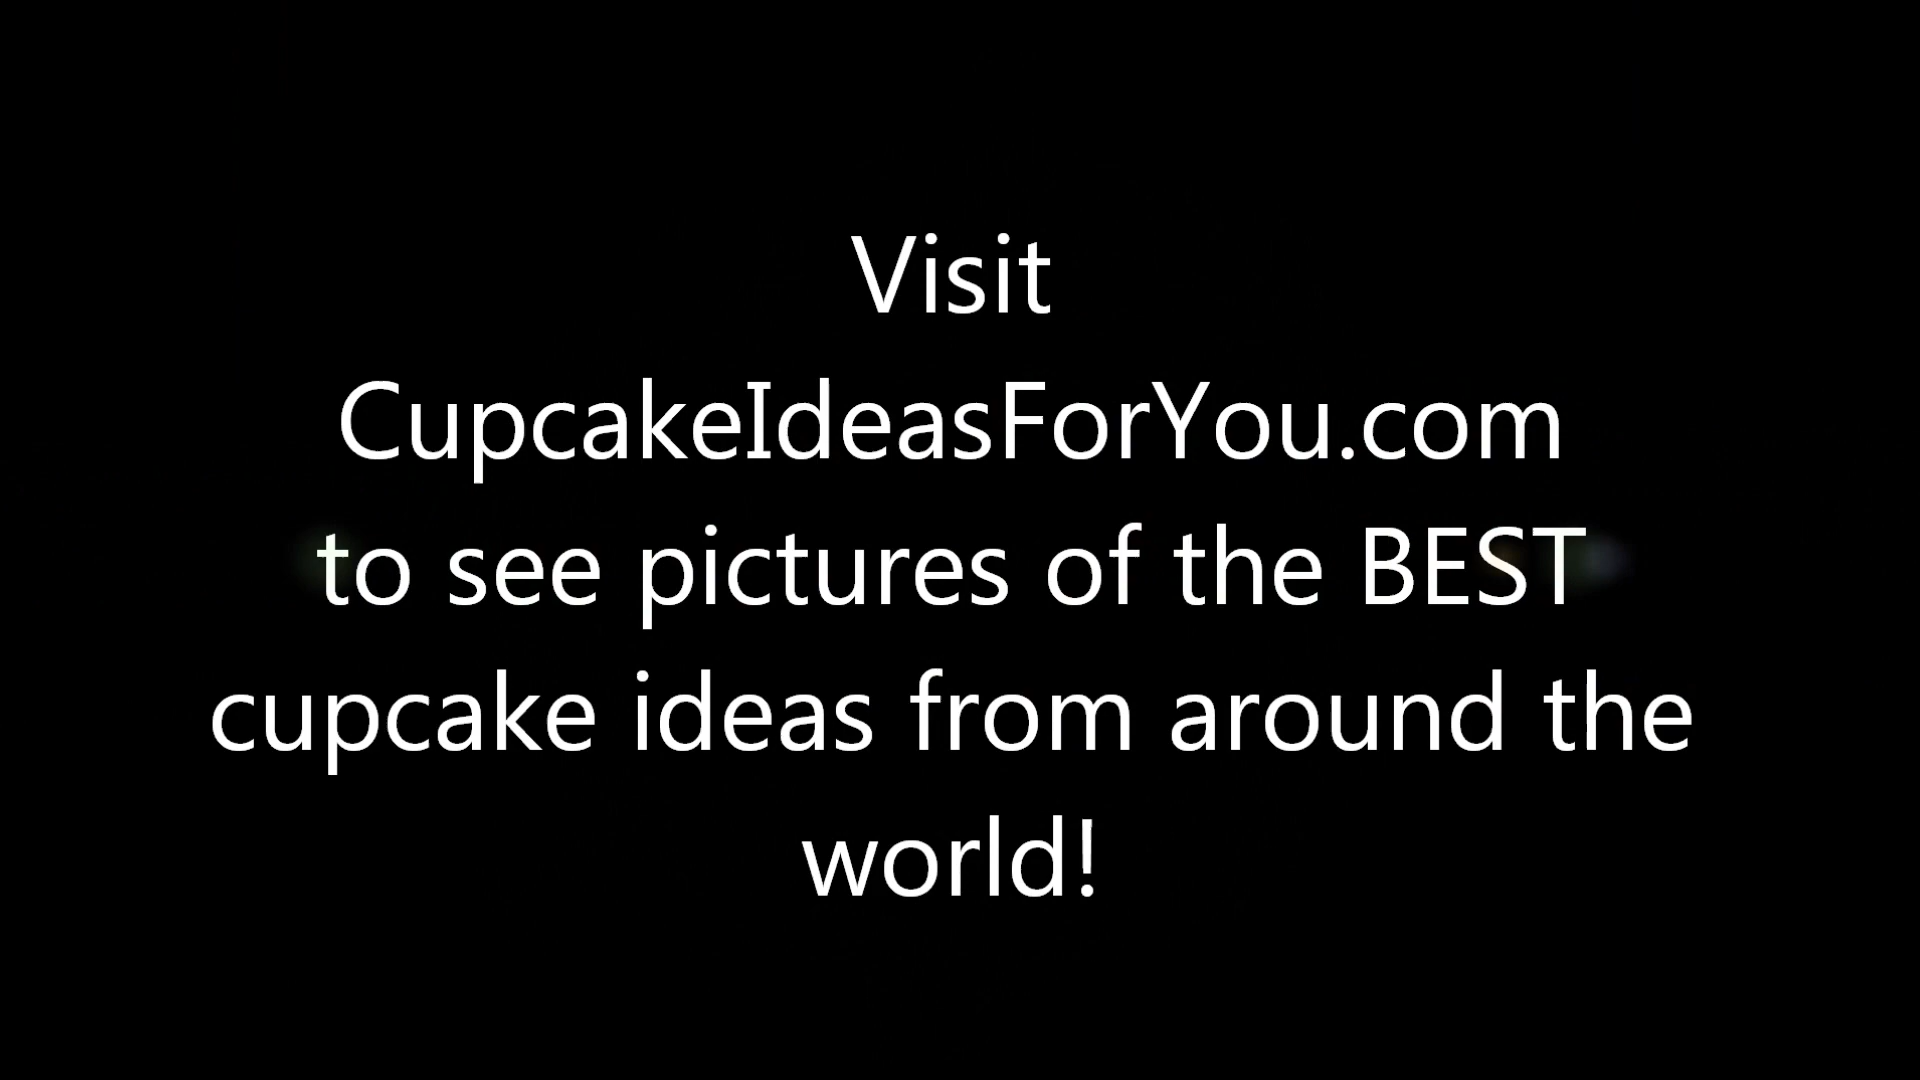 Visit
CupcakeIdeasForYou.com
to see pictures of the BEST
cupcake ideas from around the
world!